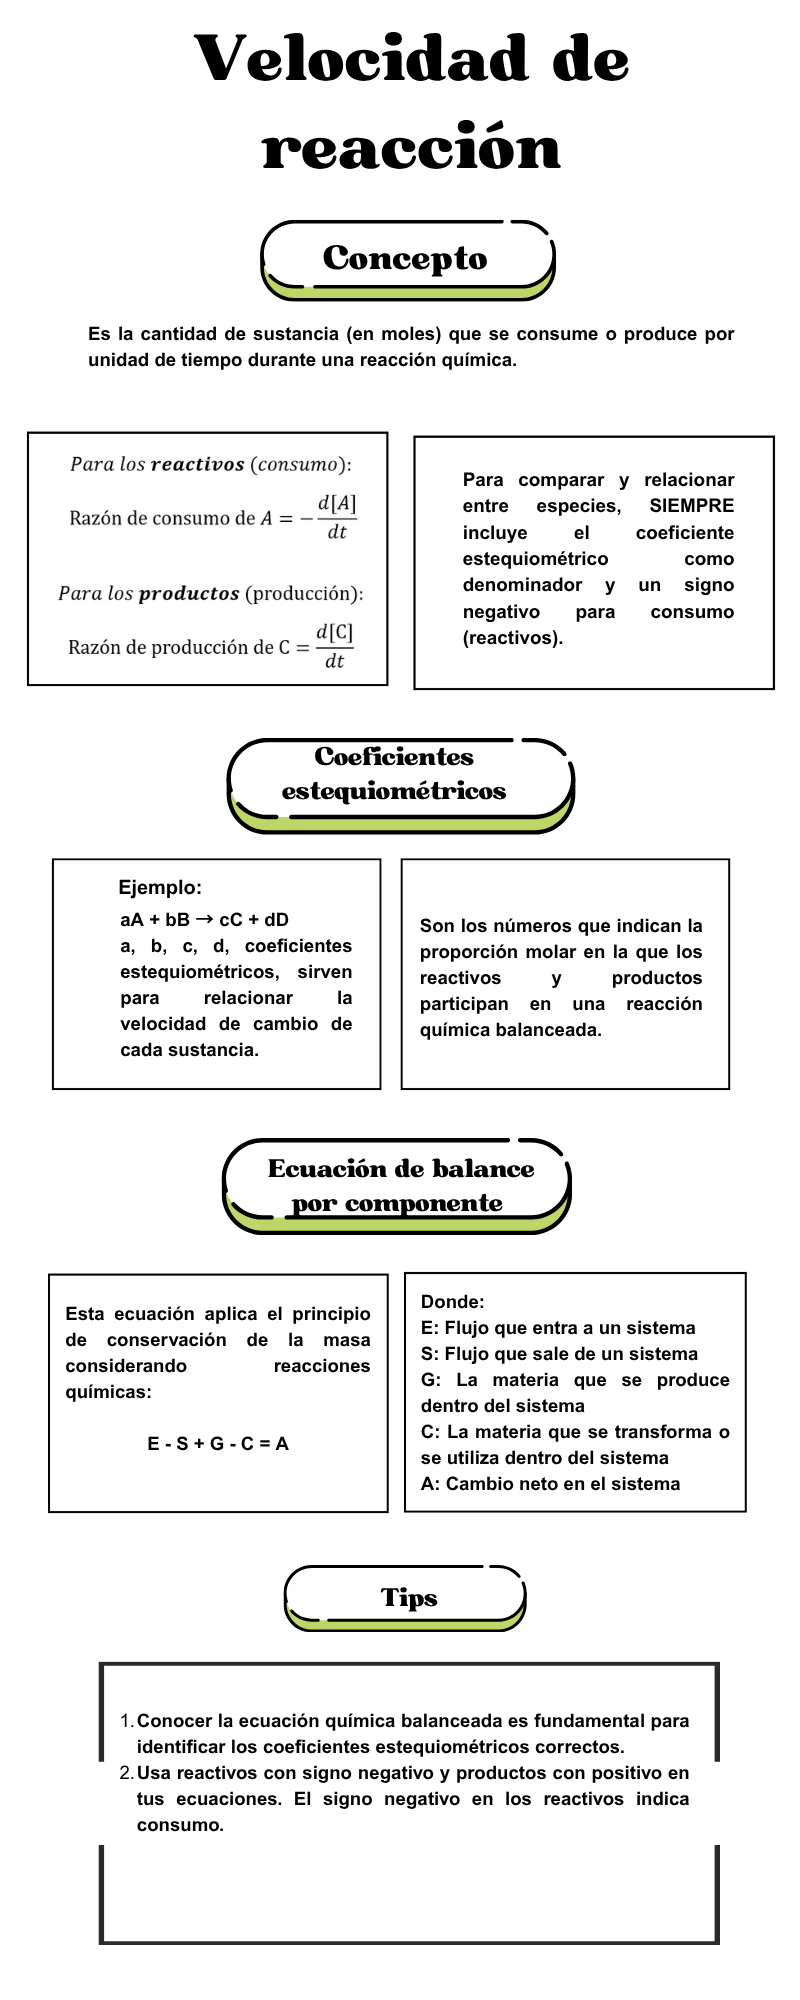 Velocidad de
reacción
Concepto
Es la cantidad de sustancia (en moles) que se consume o produce por
unidad de tiempo durante una reacción química.
Para los reactivos (consumo):
Razón de consumo de A = − d[A]/dt
Para los productos (producción):
Razón de producción de C = d[C]/dt
Para comparar y relacionar
entre especies, SIEMPRE
incluye el coeficiente
estequiométrico como
denominador y un signo
negativo para consumo
(reactivos).
Coeficientes
estequiométricos
Ejemplo:
aA + bB → cC + dD
a, b, c, d, coeficientes
estequiométricos, sirven
para relacionar la
velocidad de cambio de
cada sustancia.
Son los números que indican la
proporción molar en la que los
reactivos y productos
participan en una reacción
química balanceada.
Ecuación de balance
por componente
Esta ecuación aplica el principio
de conservación de la masa
considerando reacciones
químicas:
E - S + G - C = A
Donde:
E: Flujo que entra a un sistema
S: Flujo que sale de un sistema
G: La materia que se produce
dentro del sistema
C: La materia que se transforma o
se utiliza dentro del sistema
A: Cambio neto en el sistema
Tips
1. Conocer la ecuación química balanceada es fundamental para
identificar los coeficientes estequiométricos correctos.
2. Usa reactivos con signo negativo y productos con positivo en
tus ecuaciones. El signo negativo en los reactivos indica
consumo.